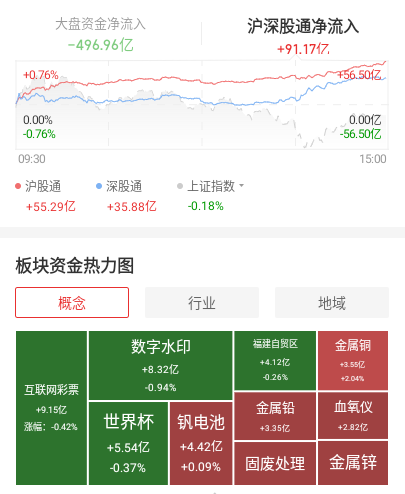 大盘资金净流入
-496.96亿
沪深股通净流入
+91.17亿
+0.76%
+56.50亿
0.00%
0.00亿
-0.76%
-56.50亿
09:30
15:00
沪股通
+55.29亿
深股通
+35.88亿
上证指数
-0.18%
板块资金热力图
概念
行业
地域
互联网彩票
+9.15亿
涨幅：-0.42%
数字水印
+8.32亿
-0.94%
世界杯
+5.54亿
-0.37%
钒电池
+4.42亿
+0.09%
福建自贸区
+4.12亿
-0.26%
金属铜
+3.55亿
+2.04%
金属铅
+3.35亿
血氧仪
+2.82亿
固废处理
金属锌